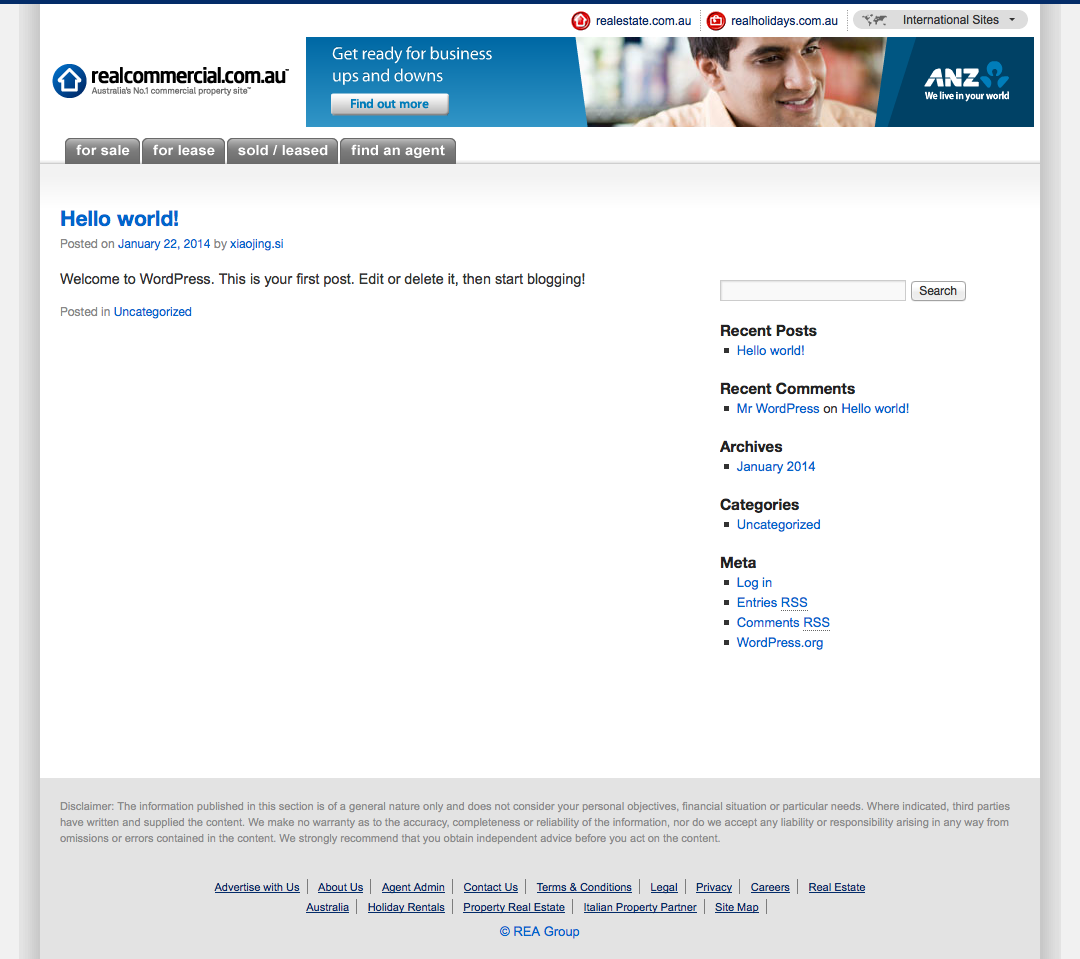 realestate.com.au realholidays.com.au International Sites
realcommercial.com.au™
Australia's No.1 commercial property site™
Get ready for business
ups and downs
Find out more
ANZ
We live in your world
for sale for lease sold / leased find an agent
Hello world!
Posted on January 22, 2014 by xiaojing.si
Welcome to WordPress. This is your first post. Edit or delete it, then start blogging!
Posted in Uncategorized
Search
Recent Posts
Hello world!
Recent Comments
Mr WordPress on Hello world!
Archives
January 2014
Categories
Uncategorized
Meta
Log in
Entries RSS
Comments RSS
WordPress.org
Disclaimer: The information published in this section is of a general nature only and does not consider your personal objectives, financial situation or particular needs. Where indicated, third parties
have written and supplied the content. We make no warranty as to the accuracy, completeness or reliability of the information, nor do we accept any liability or responsibility arising in any way from
omissions or errors contained in the content. We strongly recommend that you obtain independent advice before you act on the content.
Advertise with Us About Us Agent Admin Contact Us Terms & Conditions Legal Privacy Careers Real Estate
Australia Holiday Rentals Property Real Estate Italian Property Partner Site Map
© REA Group